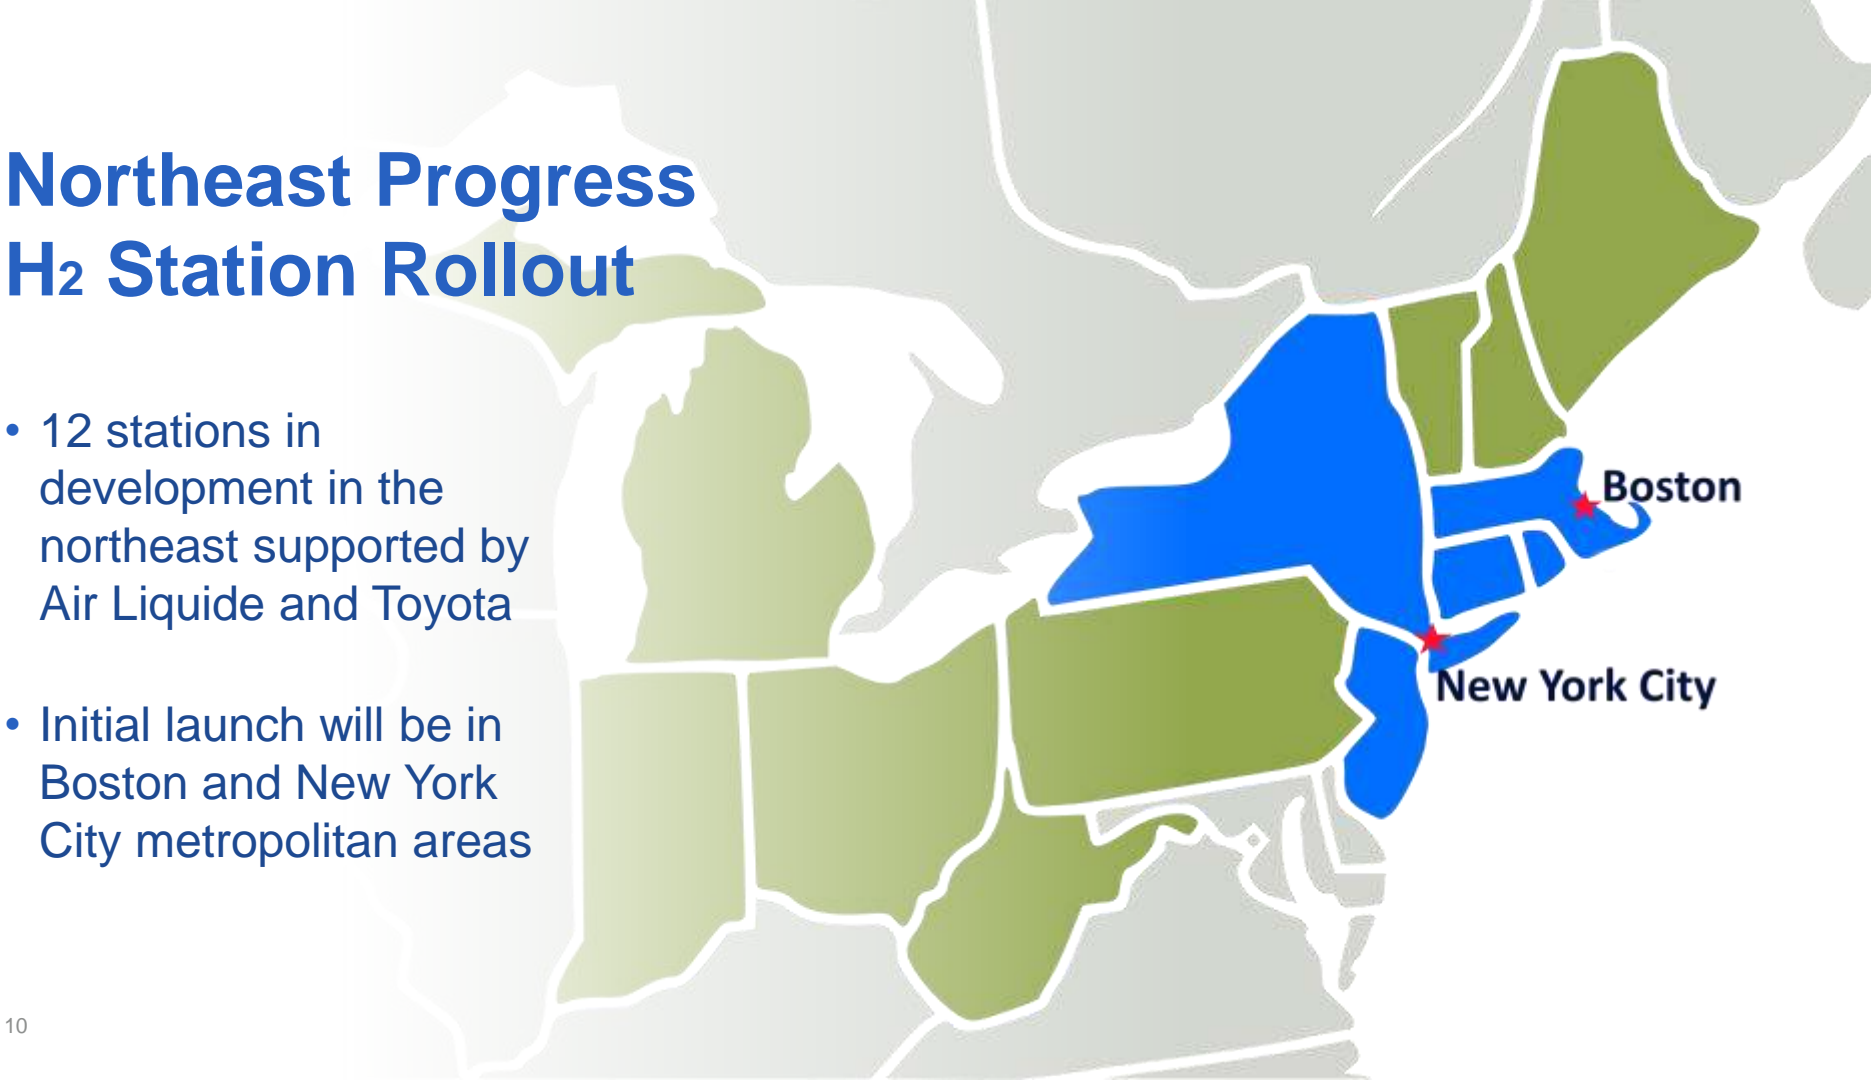 Northeast Progress
H2 Station Rollout
• 12 stations in
development in the
northeast supported by
Air Liquide and Toyota
• Initial launch will be in
Boston and New York
City metropolitan areas
Boston
New York City
10